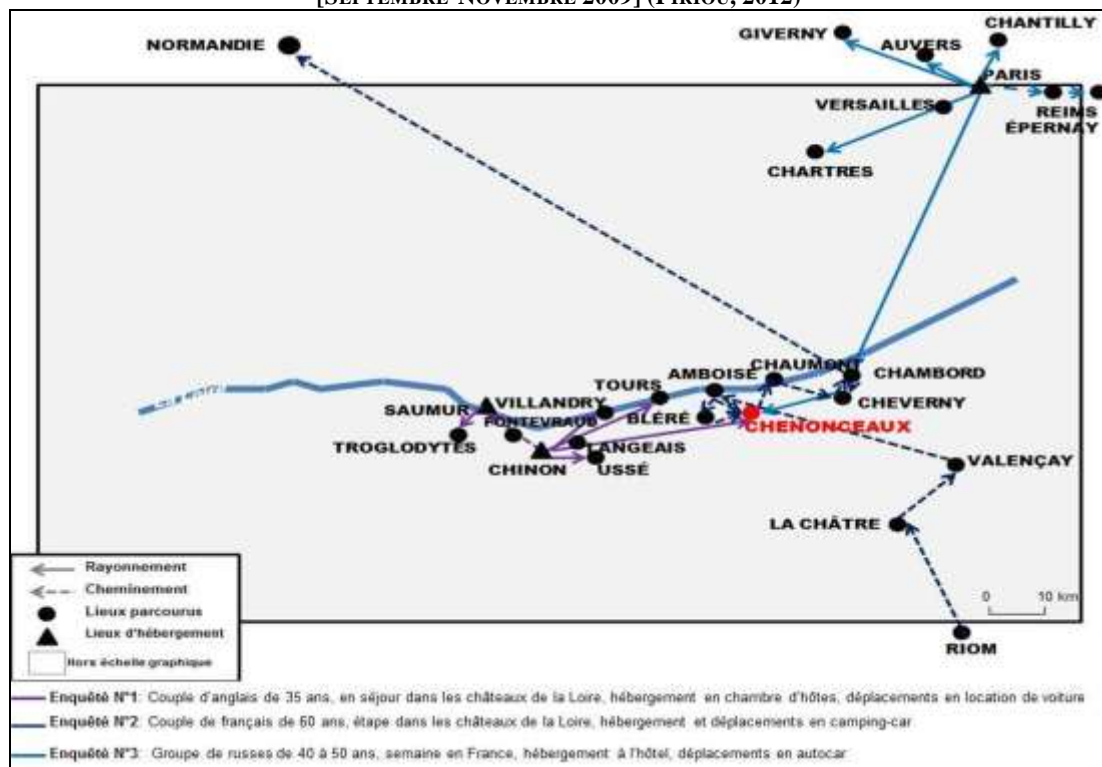 [SEPTEMBRE-NOVEMBRE 2009] (PIRIOU, 2012)
NORMANDIE
GIVERNY
CHANTILLY
AUVERS
PARIS
VERSAILLES
REIMS
ÉPERNAY
CHARTRES
AMBOISE
CHAUMONT
CHAMBORD
TOURS
CHEVERNY
SAUMUR
VILLANDRY
BLÉRÉ
CHENONCEAUX
FONTEVRAUD
TROGLODYTES
LANGEAIS
CHINON
USSÉ
VALENÇAY
LA CHÂTRE
RIOM
0 10 km
Rayonnement
Cheminement
Lieux parcourus
Lieux d'hébergement
Hors échelle graphique
Enquêté N°1: Couple d'anglais de 35 ans, en séjour dans les châteaux de la Loire, hébergement en chambre d'hôtes, déplacements en location de voiture
Enquêté N°2: Couple de français de 60 ans, étape dans les châteaux de la Loire, hébergement et déplacements en camping-car
Enquêté N°3: Groupe de russes de 40 à 50 ans, semaine en France, hébergement à l'hôtel, déplacements en autocar